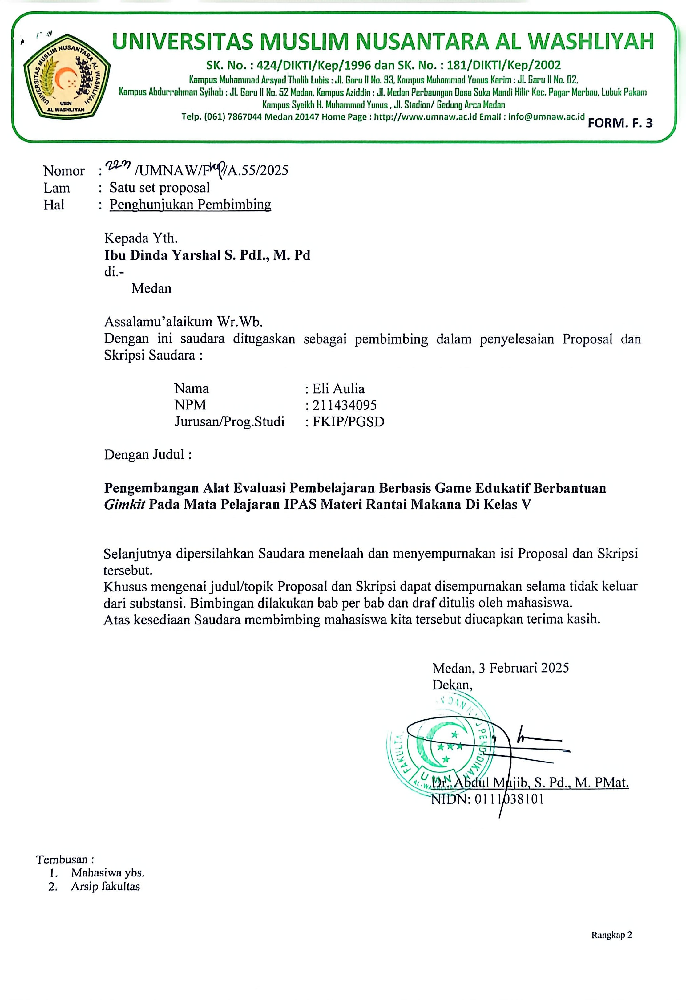 UNIVERSITAS MUSLIM NUSANTARA AL WASHLIYAH
UMN
AL WASHLIYAH
UNIVERSITAS MUSLIM NUSANTARA AL WASHLIYAH
SK. No. : 424/DIKTI/Kep/1996 dan SK. No. : 181/DIKTI/Kep/2002
Kampus Muhammad Arsyad Tholib Lubis : Jl. Garu II No. 93, Kampus Muhammad Yunus Karim : Jl. Garu II No. 02,
Kampus Abdurrahman Syihab : Jl. Garu II No. 52 Medan, Kampus Aziddin : Jl. Medan Perbaungan Desa Suka Mandi Hilir Kec. Pagar Merbau, Lubuk Pakam
Kampus Syeikh H. Muhammad Yunus , Jl. Stadion/ Gedung Arca Medan
Telp. (061) 7867044 Medan 20147 Home Page : http://www.umnaw.ac.id Email : info@umnaw.ac.id
FORM. F. 3
Nomor : /UMNAW/F /A.55/2025
Lam : Satu set proposal
Hal : Penghunjukan Pembimbing
Kepada Yth.
Ibu Dinda Yarshal S. PdI., M. Pd
di.-
Medan
Assalamu’alaikum Wr.Wb.
Dengan ini saudara ditugaskan sebagai pembimbing dalam penyelesaian Proposal dan
Skripsi Saudara :
Nama : Eli Aulia
NPM : 211434095
Jurusan/Prog.Studi : FKIP/PGSD
Dengan Judul :
Pengembangan Alat Evaluasi Pembelajaran Berbasis Game Edukatif Berbantuan
Gimkit Pada Mata Pelajaran IPAS Materi Rantai Makana Di Kelas V
Selanjutnya dipersilahkan Saudara menelaah dan menyempurnakan isi Proposal dan Skripsi
tersebut.
Khusus mengenai judul/topik Proposal dan Skripsi dapat disempurnakan selama tidak keluar
dari substansi. Bimbingan dilakukan bab per bab dan draf ditulis oleh mahasiswa.
Atas kesediaan Saudara membimbing mahasiswa kita tersebut diucapkan terima kasih.
Medan, 3 Februari 2025
Dekan,
UMN
Dr. Abdul Mujib, S. Pd., M. PMat.
NIDN: 0111038101
Tembusan :
1. Mahasiwa ybs.
2. Arsip fakultas
Rangkap 2